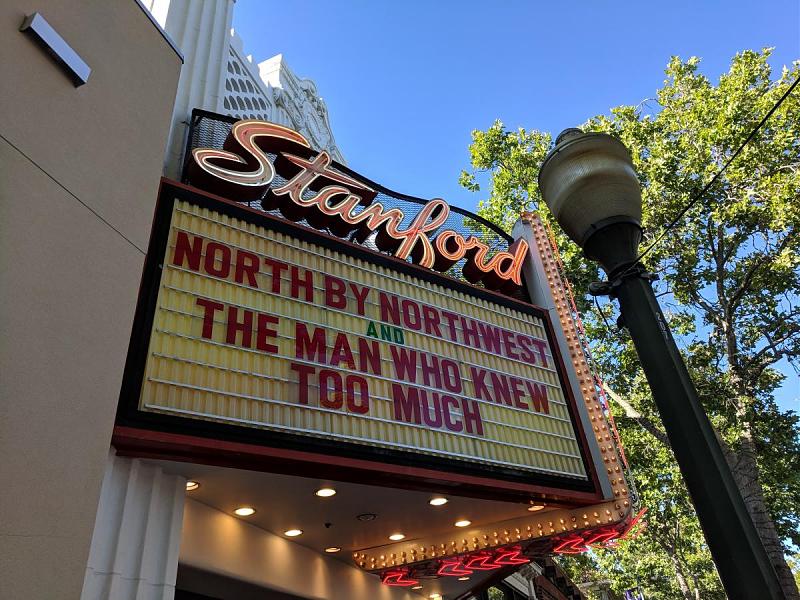 Stanford
NORTH BY NORTHWEST
AND
THE MAN WHO KNEW
TOO MUCH